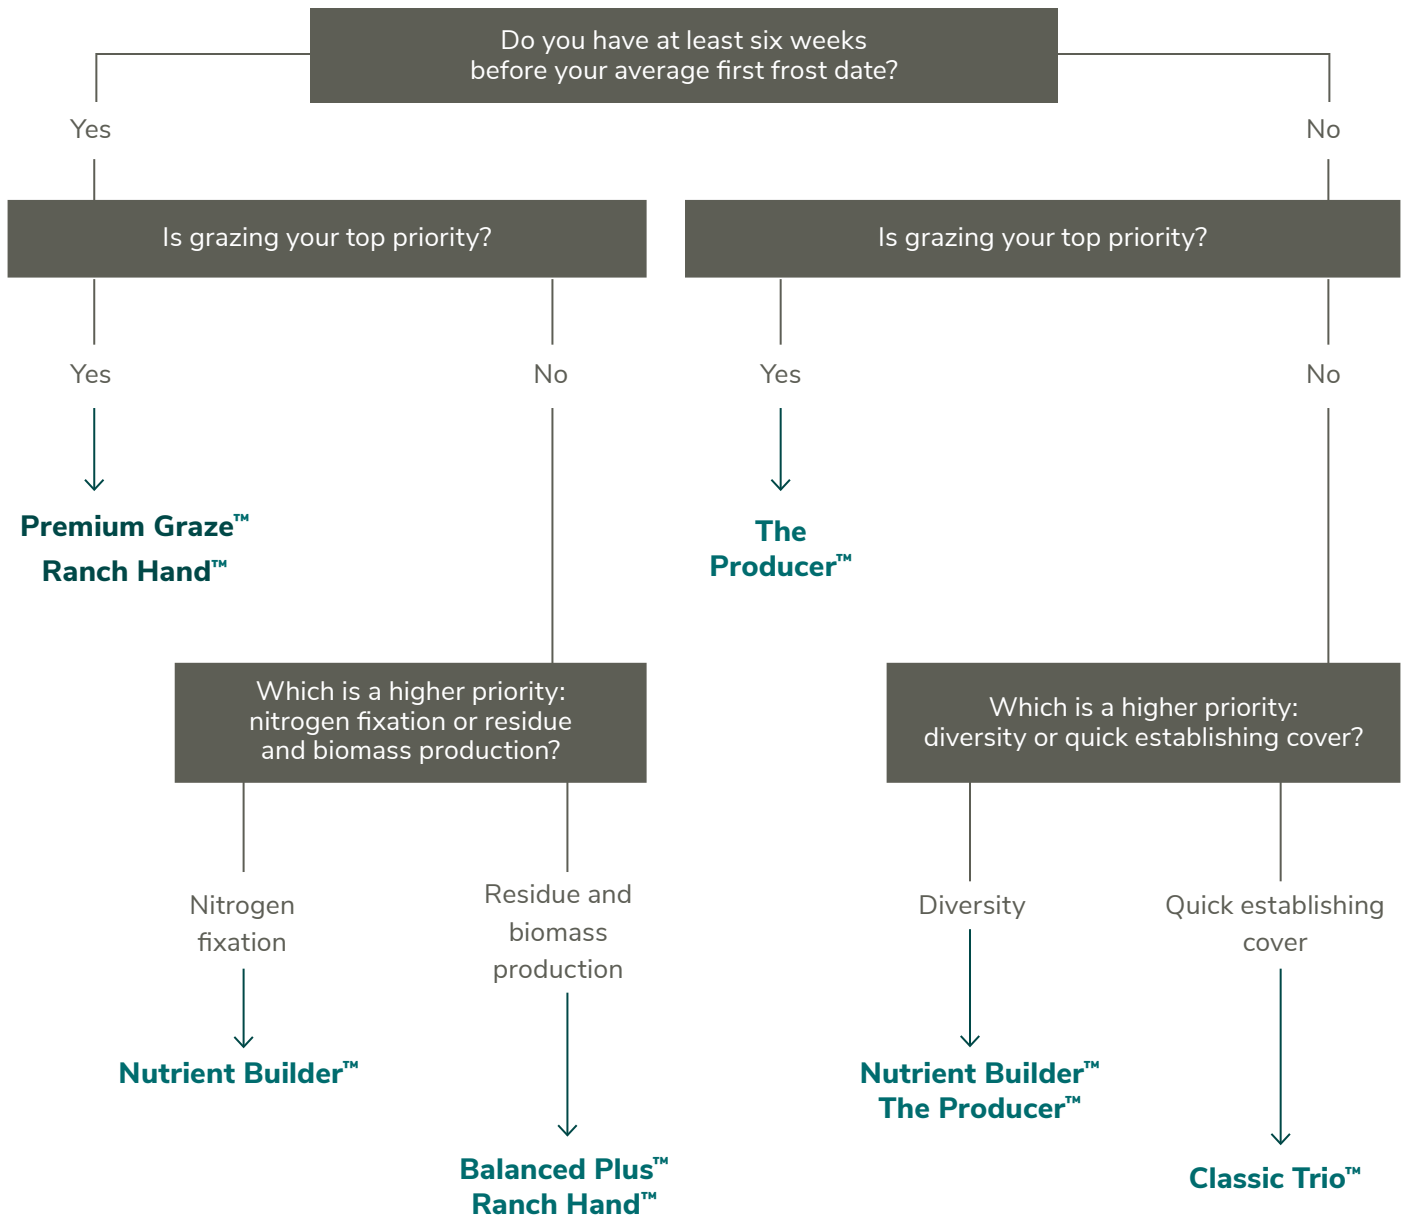 Do you have at least six weeks
before your average first frost date?
Yes
No
Is grazing your top priority?
Is grazing your top priority?
Yes
No
Yes
No
Premium Graze™
Ranch Hand™
The
Producer™
Which is a higher priority:
nitrogen fixation or residue
and biomass production?
Which is a higher priority:
diversity or quick establishing cover?
Nitrogen
fixation
Residue and
biomass
production
Diversity
Quick establishing
cover
Nutrient Builder™
Balanced Plus™
Ranch Hand™
Nutrient Builder™
The Producer™
Classic Trio™